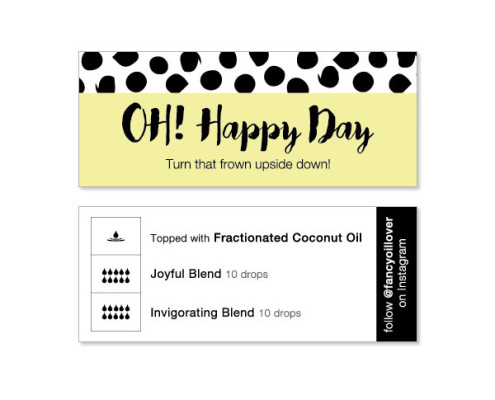 OH! Happy Day
Turn that frown upside down!
Topped with Fractionated Coconut Oil
Joyful Blend 10 drops
Invigorating Blend 10 drops
follow @fancyoillover
on Instagram